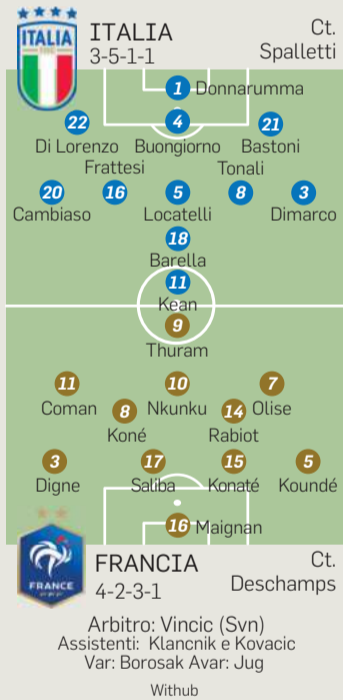 ITALIA
ITALIA
3-5-1-1
Ct.
Spalletti
1 Donnarumma
22 4 21
Di Lorenzo Buongiorno Bastoni
Frattesi Tonali
20 16 5 8 3
Cambiaso Locatelli Dimarco
18
Barella
11
Kean
9
Thuram
11 10 7
Coman Nkunku Olise
8 14
Koné Rabiot
3 17 15 5
Digne Saliba Konaté Koundé
16 Maignan
FRANCE
FRANCIA
4-2-3-1
Ct.
Deschamps
Arbitro: Vincic (Svn)
Assistenti: Klancnik e Kovacic
Var: Borosak Avar: Jug
Withub